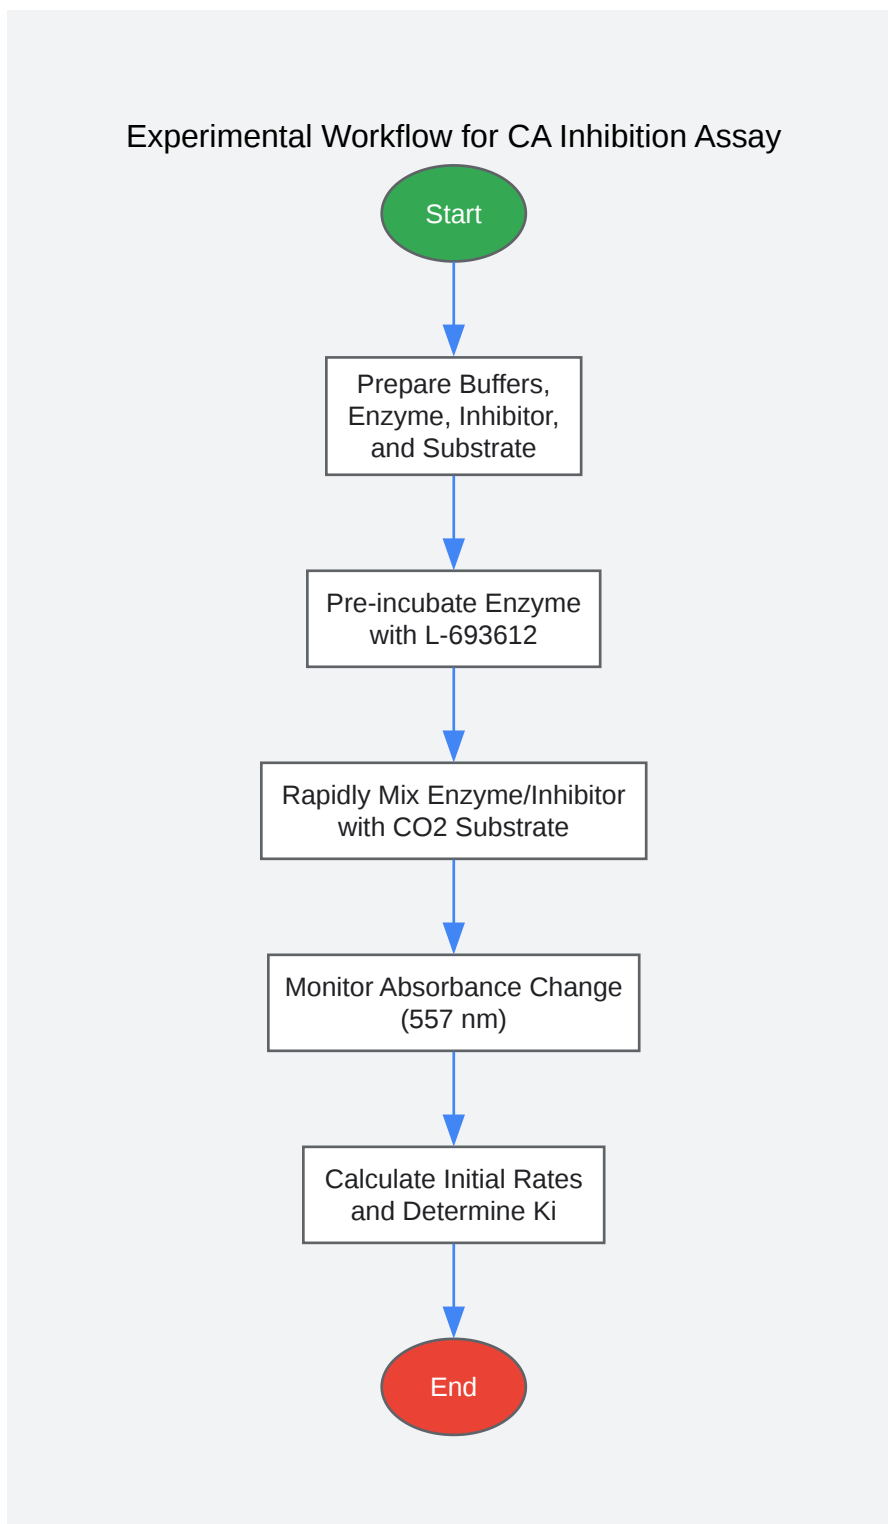 Experimental Workflow for CA Inhibition Assay
Start
Prepare Buffers,
Enzyme, Inhibitor,
and Substrate
Pre-incubate Enzyme
with L-693612
Rapidly Mix Enzyme/Inhibitor
with CO2 Substrate
Monitor Absorbance Change
(557 nm)
Calculate Initial Rates
and Determine Ki
End